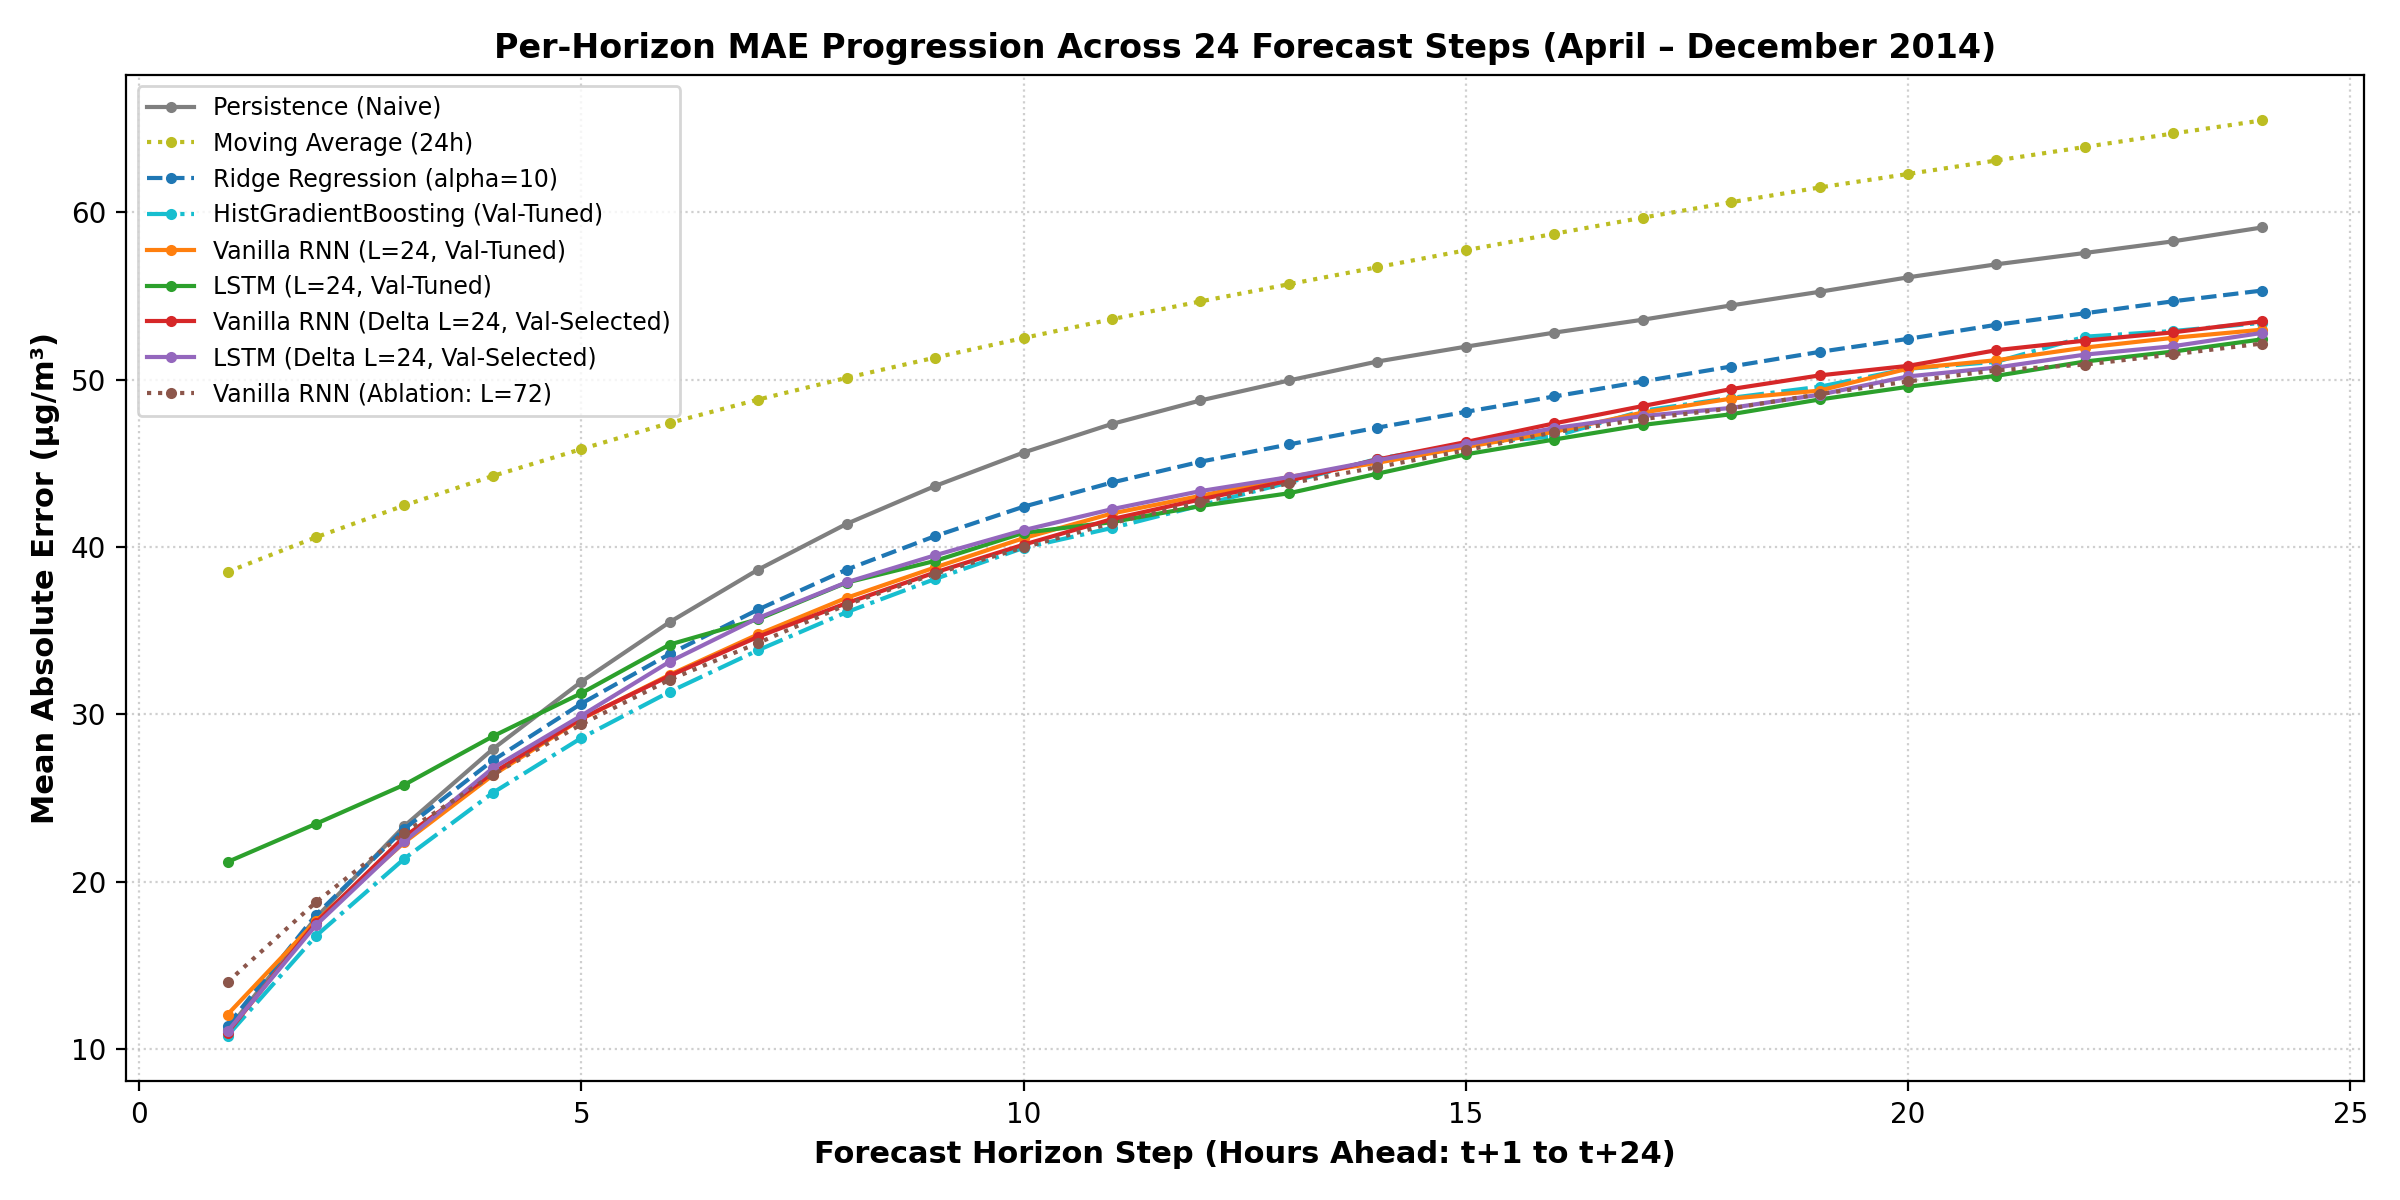 Per-Horizon MAE Progression Across 24 Forecast Steps (April – December 2014)
Persistence (Naive)
Moving Average (24h)
Ridge Regression (alpha=10)
HistGradientBoosting (Val-Tuned)
Vanilla RNN (L=24, Val-Tuned)
LSTM (L=24, Val-Tuned)
Vanilla RNN (Delta L=24, Val-Selected)
LSTM (Delta L=24, Val-Selected)
Vanilla RNN (Ablation: L=72)
Mean Absolute Error (µg/m³)
60
50
40
30
20
10
0 5 10 15 20 25
Forecast Horizon Step (Hours Ahead: t+1 to t+24)